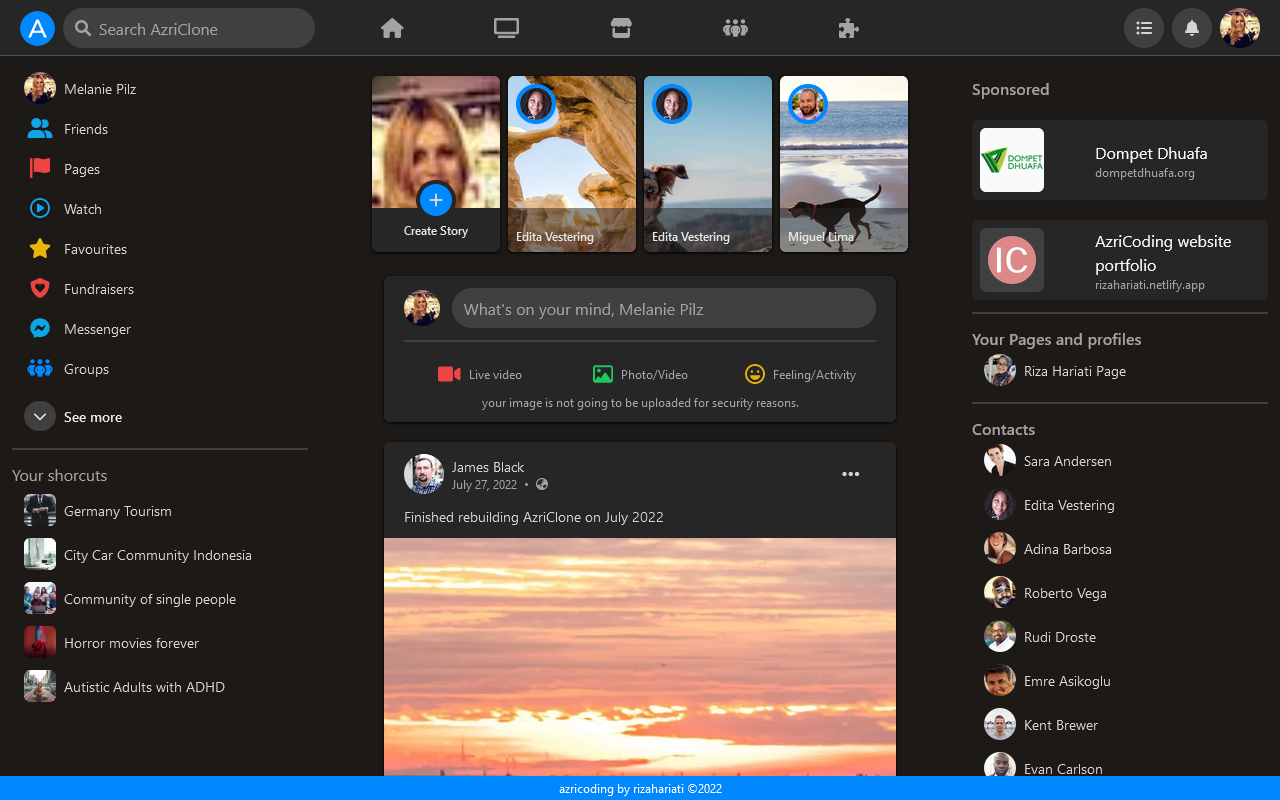 A
Search AzriClone
Melanie Pilz
Friends
Pages
Watch
Favourites
Fundraisers
Messenger
Groups
See more
Your shorcuts
Germany Tourism
City Car Community Indonesia
Community of single people
Horror movies forever
Autistic Adults with ADHD
Create Story
Edita Vestering
Edita Vestering
Miguel Lima
What's on your mind, Melanie Pilz
Live video
Photo/Video
Feeling/Activity
your image is not going to be uploaded for security reasons.
James Black
July 27, 2022 •
Finished rebuilding AzriClone on July 2022
Sponsored
DOMPET
DHUAFA
Dompet Dhuafa
dompetdhuafa.org
IC
AzriCoding website
portfolio
rizahariati.netlify.app
Your Pages and profiles
Riza Hariati Page
Contacts
Sara Andersen
Edita Vestering
Adina Barbosa
Roberto Vega
Rudi Droste
Emre Asikoglu
Kent Brewer
Evan Carlson
azricoding by rizahariati ©2022